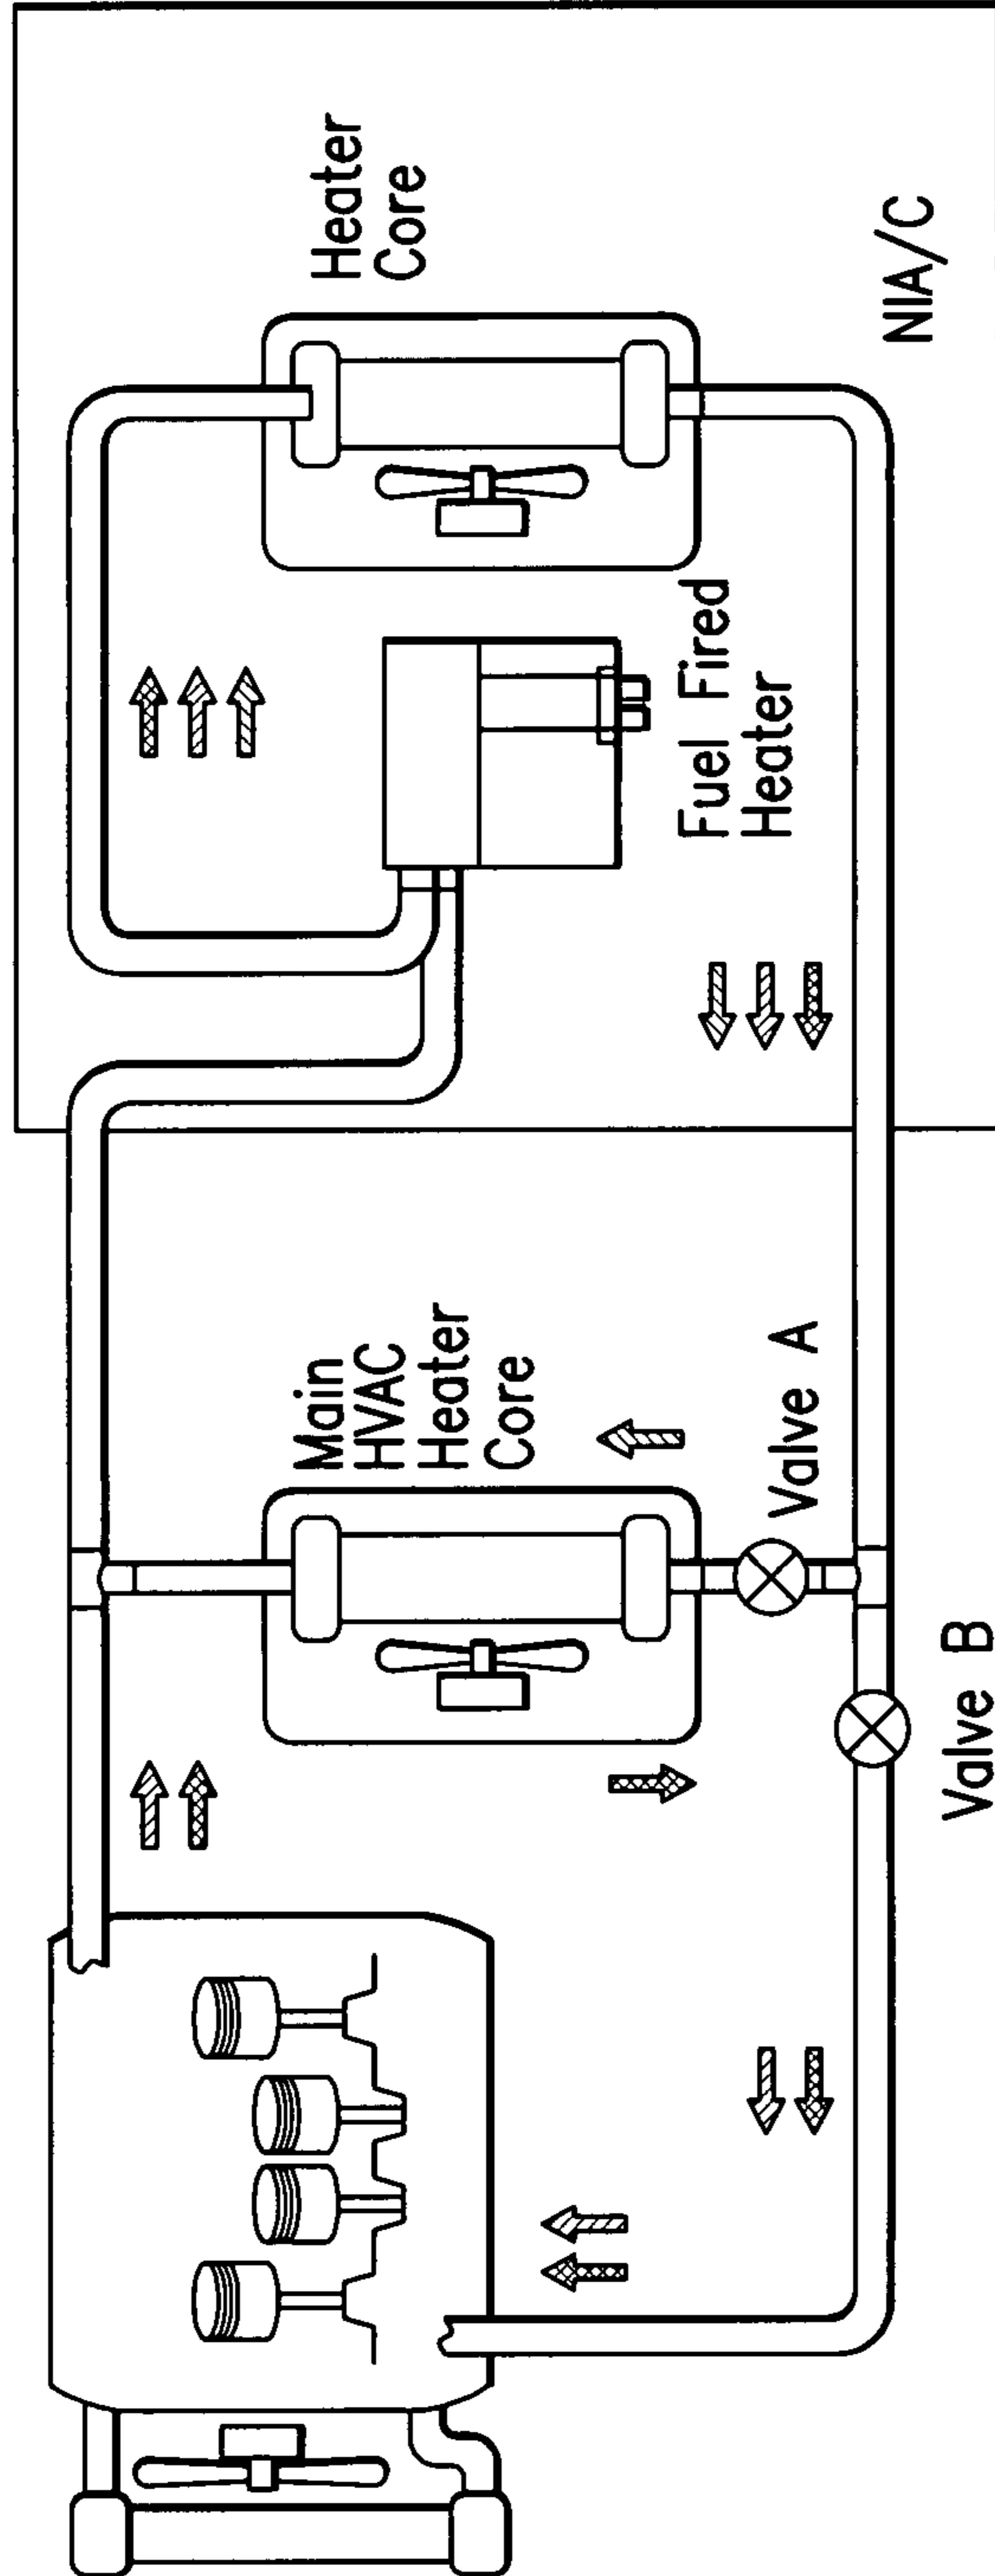 Main
HVAC
Heater
Core
Valve A
Valve B
Fuel Fired
Heater
Heater
Core
NIA/C